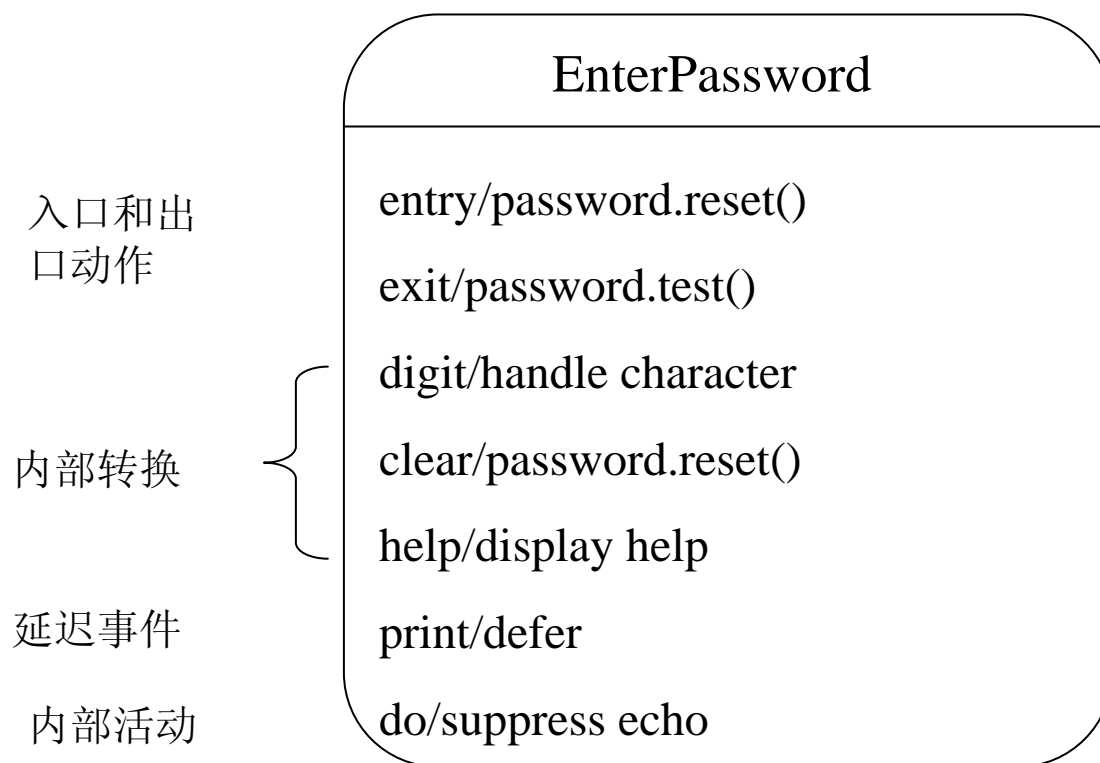 EnterPassword
入口和出
口动作
entry/password.reset()
exit/password.test()
内部转换
digit/handle character
clear/password.reset()
help/display help
延迟事件
print/defer
内部活动
do/suppress echo